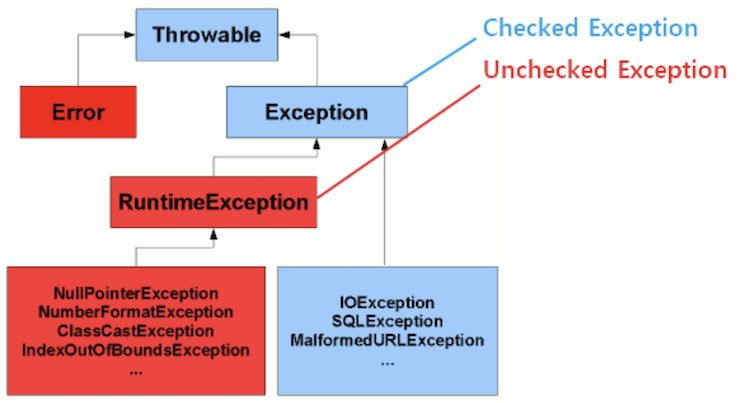 Throwable
Checked Exception
Unchecked Exception
Error
Exception
RuntimeException
NullPointerException
NumberFormatException
ClassCastException
IndexOutOfBoundsException
...
IOException
SQLException
MalformedURLException
...